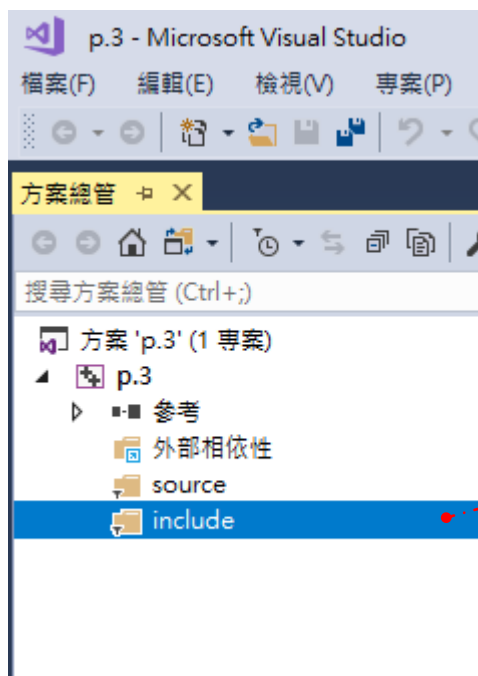 p.3 - Microsoft Visual Studio
檔案(F) 編輯(E) 檢視(V) 專案(P)
方案總管
搜尋方案總管 (Ctrl+;)
方案 'p.3' (1 專案)
p.3
參考
外部相依性
source
include